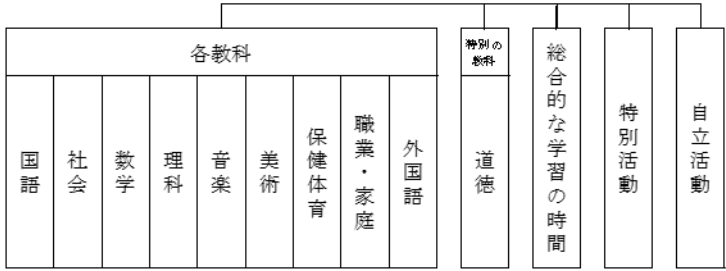 各教科
国語
社会
数学
理科
音楽
美術
保健体育
職業・家庭
外国語
特別の
教科
道徳
総合的な学習の時間
特別活動
自立活動